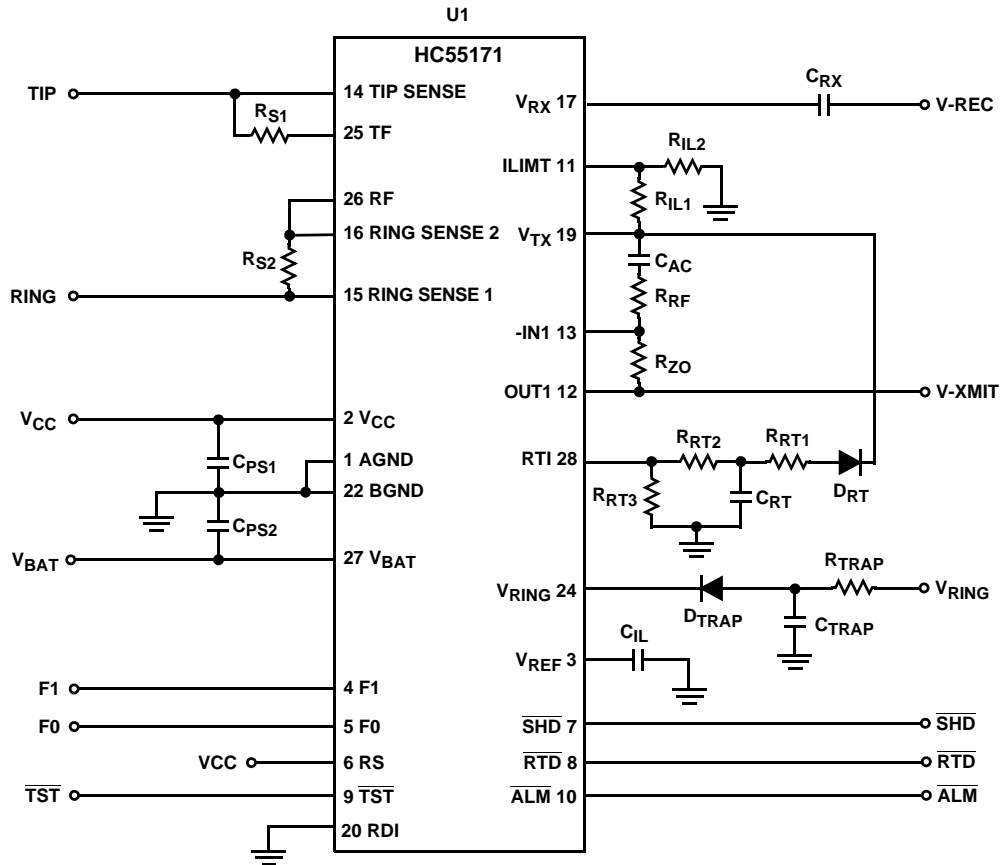 U1
HC55171
TIP
14 TIP SENSE
RS1
25 TF
26 RF
16 RING SENSE 2
RS2
RING
15 RING SENSE 1
VCC
2 VCC
CPS1
1 AGND
22 BGND
CPS2
VBAT
27 VBAT
F1
4 F1
F0
5 F0
VCC
6 RS
TST
9 TST
20 RDI
CRX
VRX 17
V-REC
RIL2
ILIMT 11
RIL1
VTX 19
CAC
RRF
-IN1 13
RZO
OUT1 12
V-XMIT
RRT2
RRT1
RTI 28
DRT
RRT3
CRT
RTRAP
VRING 24
VRING
DTRAP
CTRAP
CIL
VREF 3
SHD 7
SHD
RTD 8
RTD
ALM 10
ALM